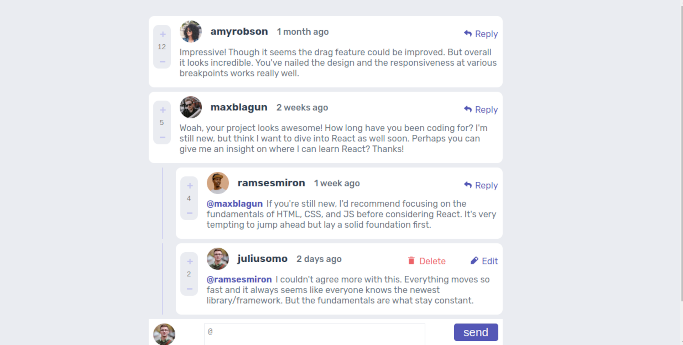 amyrobson 1 month ago
+
12
−
Reply
Impressive! Though it seems the drag feature could be improved. But overall
it looks incredible. You've nailed the design and the responsiveness at various
breakpoints works really well.
maxblagun 2 weeks ago
+
5
−
Reply
Woah, your project looks awesome! How long have you been coding for? I'm
still new, but think I want to dive into React as well soon. Perhaps you can
give me an insight on where I can learn React? Thanks!
ramsesmiron 1 week ago
+
4
−
Reply
@maxblagun If you're still new, I'd recommend focusing on the
fundamentals of HTML, CSS, and JS before considering React. It's very
tempting to jump ahead but lay a solid foundation first.
juliusomo 2 days ago
+
2
−
Delete Edit
@ramsesmiron I couldn't agree more with this. Everything moves so
fast and it always seems like everyone knows the newest
library/framework. But the fundamentals are what stay constant.
@
send